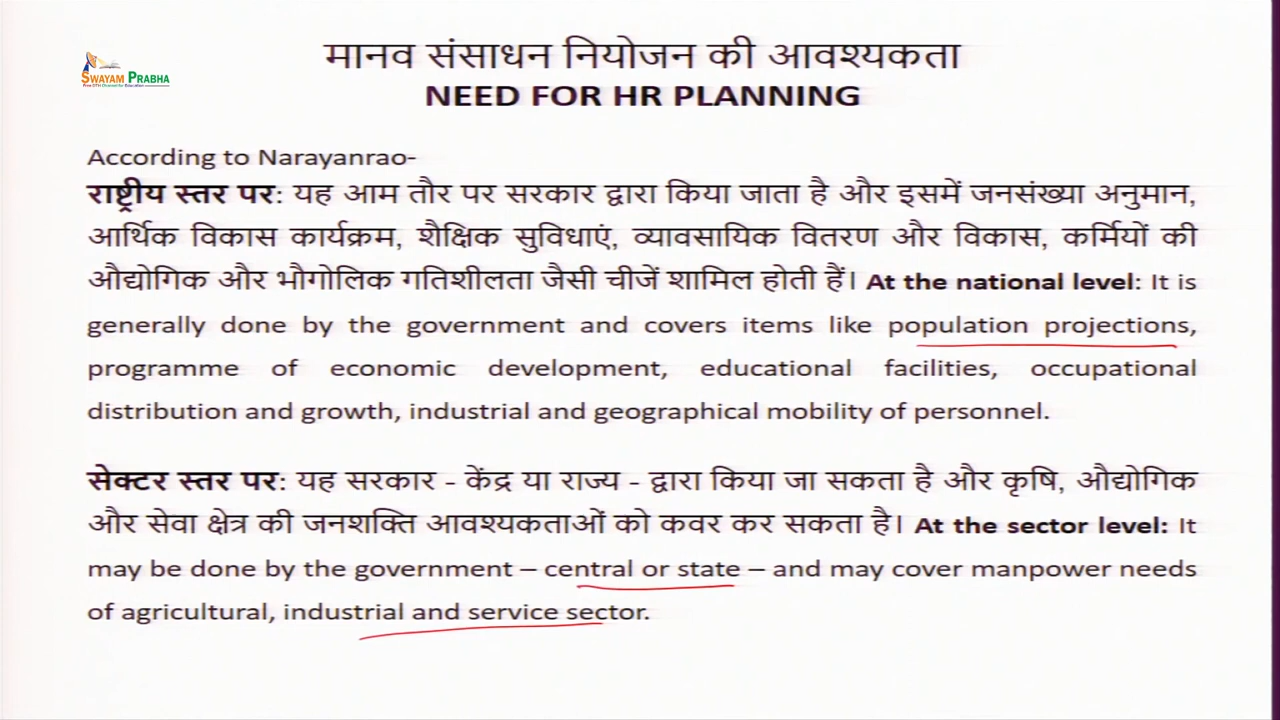 मानव संसाधन नियोजन की आवश्यकता
SWAYAM PRABHA
Free DTH Channel for Education
NEED FOR HR PLANNING
According to Narayanrao-
राष्ट्रीय स्तर पर: यह आम तौर पर सरकार द्वारा किया जाता है और इसमें जनसंख्या अनुमान,
आर्थिक विकास कार्यक्रम, शैक्षिक सुविधाएं, व्यावसायिक वितरण और विकास, कर्मियों की
औद्योगिक और भौगोलिक गतिशीलता जैसी चीजें शामिल होती हैं। At the national level: It is
generally done by the government and covers items like population projections,
programme of economic development, educational facilities, occupational
distribution and growth, industrial and geographical mobility of personnel.
सेक्टर स्तर पर: यह सरकार - केंद्र या राज्य - द्वारा किया जा सकता है और कृषि, औद्योगिक
और सेवा क्षेत्र की जनशक्ति आवश्यकताओं को कवर कर सकता है। At the sector level: It
may be done by the government – central or state – and may cover manpower needs
of agricultural, industrial and service sector.